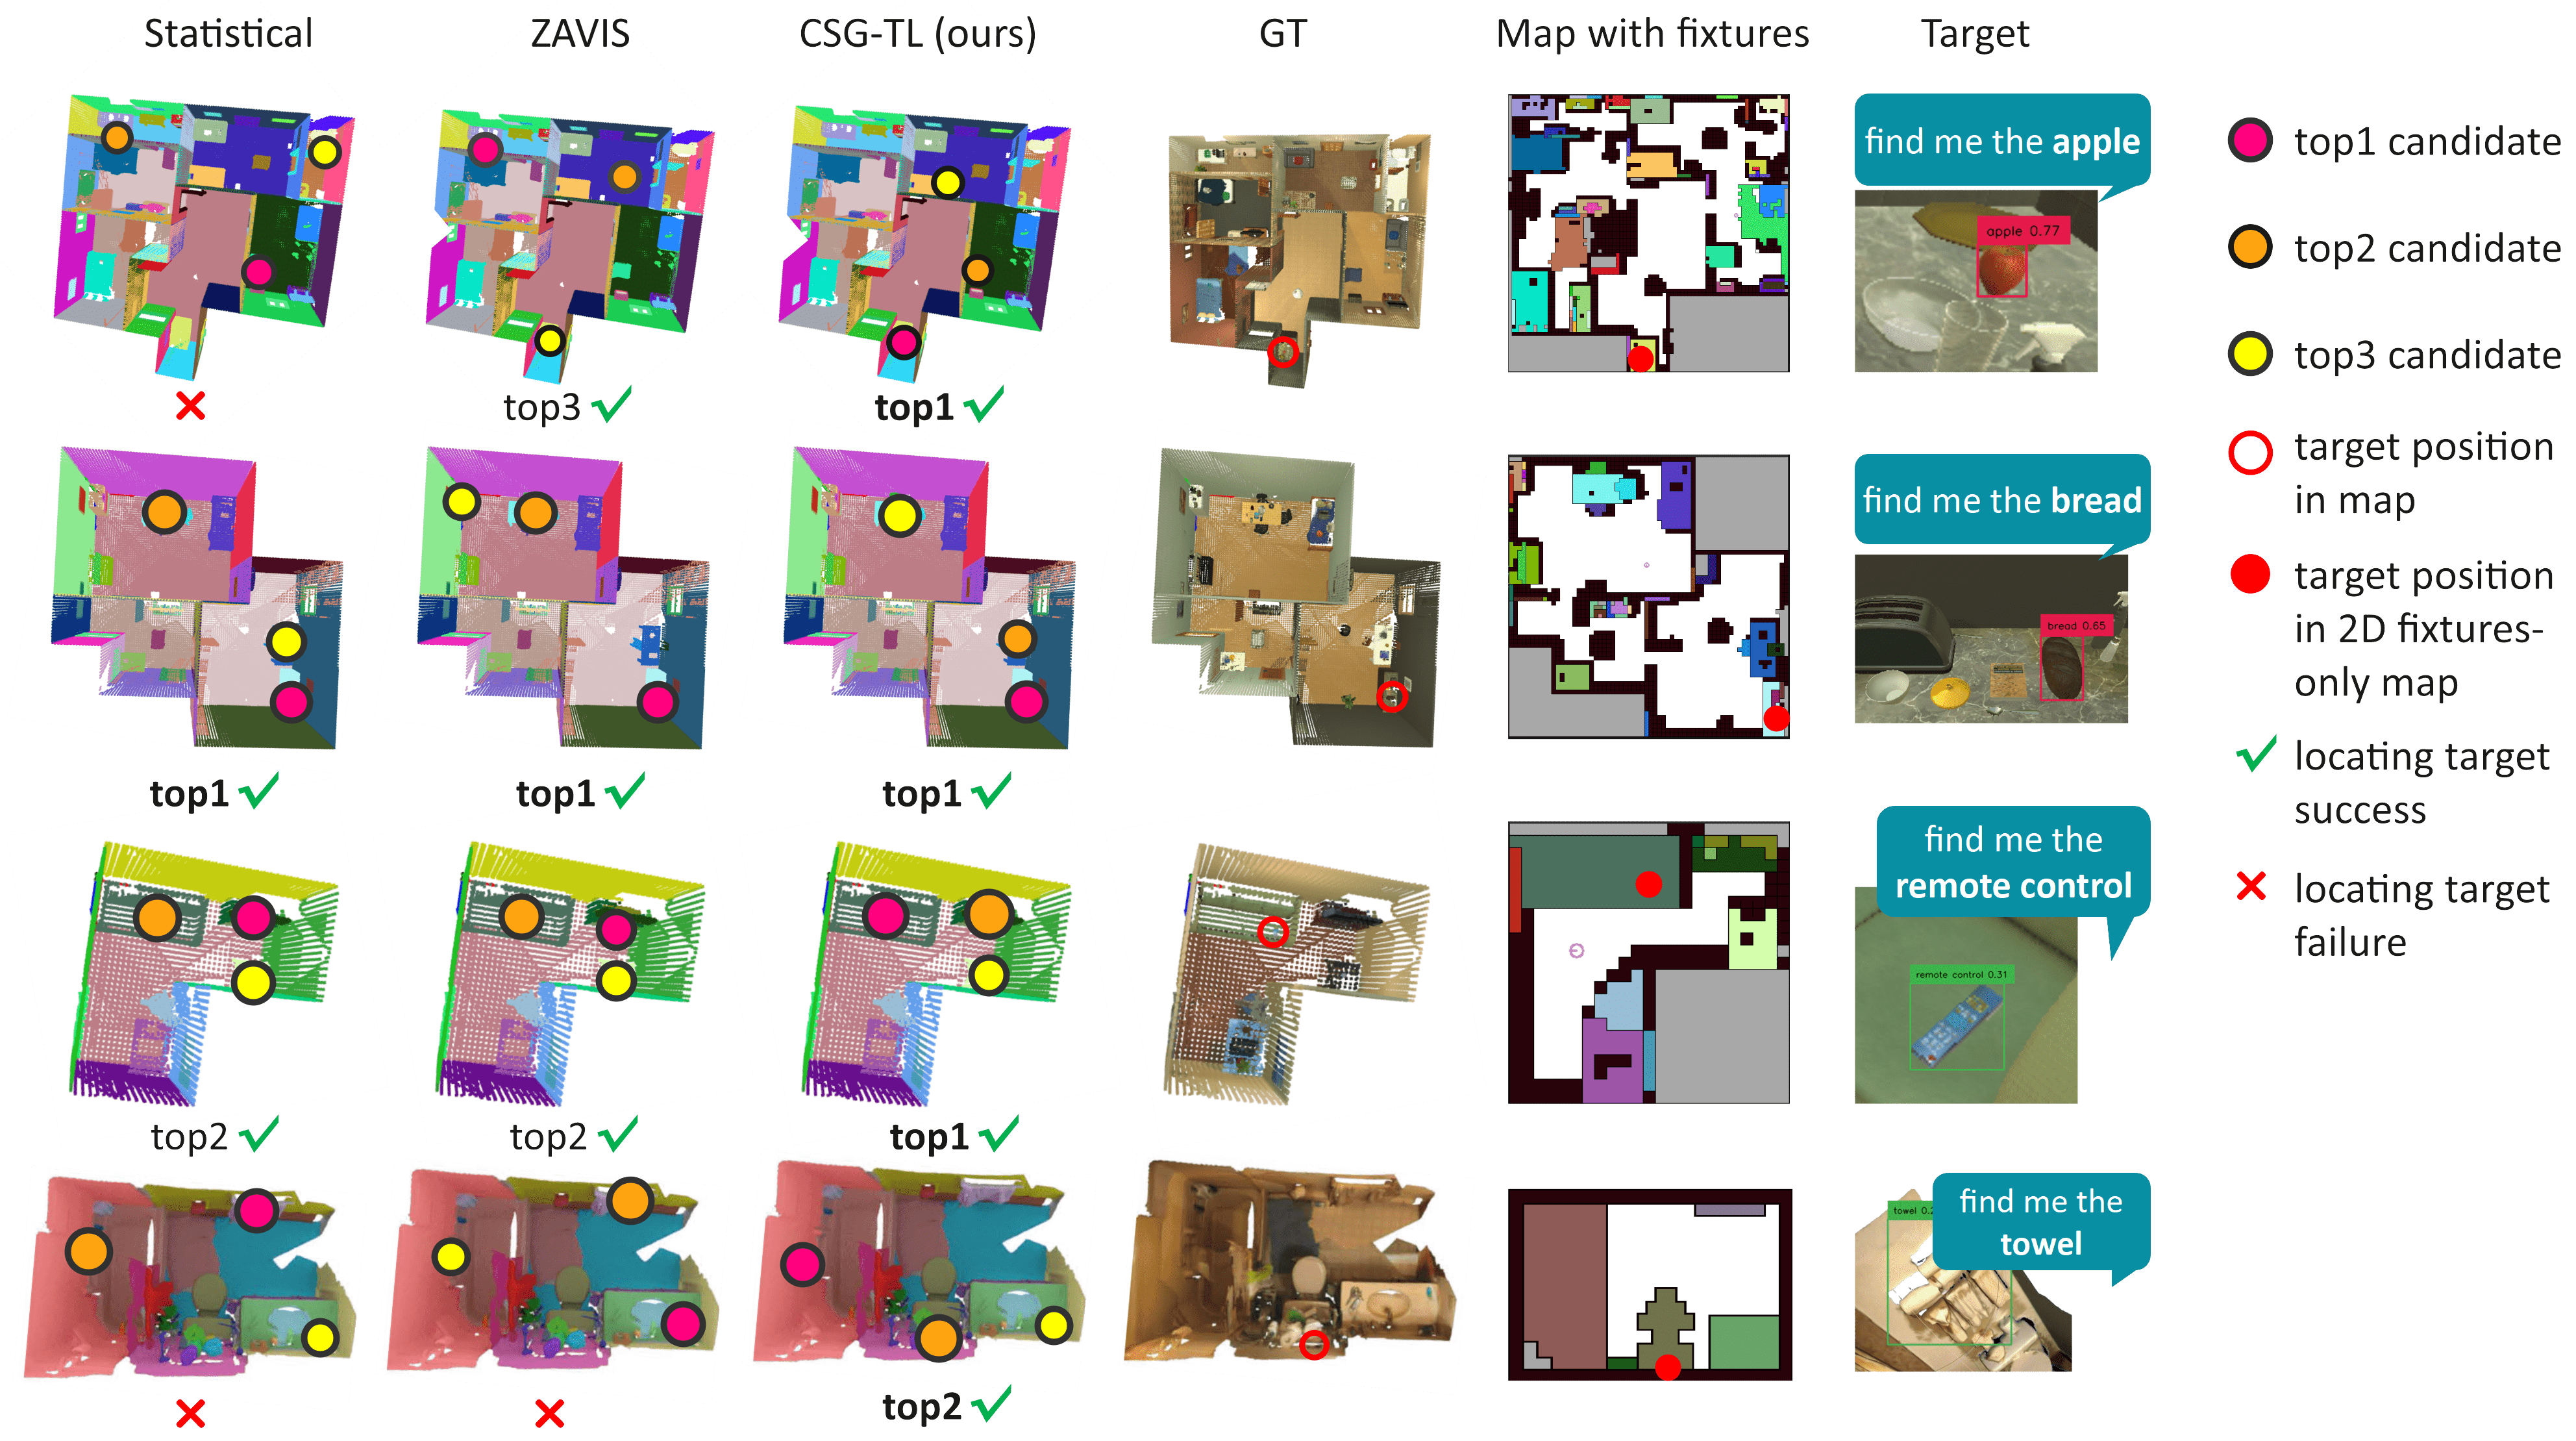 Statistical
ZAVIS
CSG-TL (ours)
GT
Map with fixtures
Target
find me the apple
apple 0.77
top3
top1
find me the bread
bread 0.65
top1
top1
top1
find me the
remote control
remote control 0.31
top2
top2
top1
find me the
towel
towel
top2
top1 candidate
top2 candidate
top3 candidate
target position
in map
target position
in 2D fixtures-
only map
locating target
success
locating target
failure